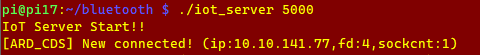 pi@pi17:~/bluetooth $ ./iot_server 5000
IoT Server Start!!
[ARD_CDS] New connected! (ip:10.10.141.77,fd:4,sockcnt:1)